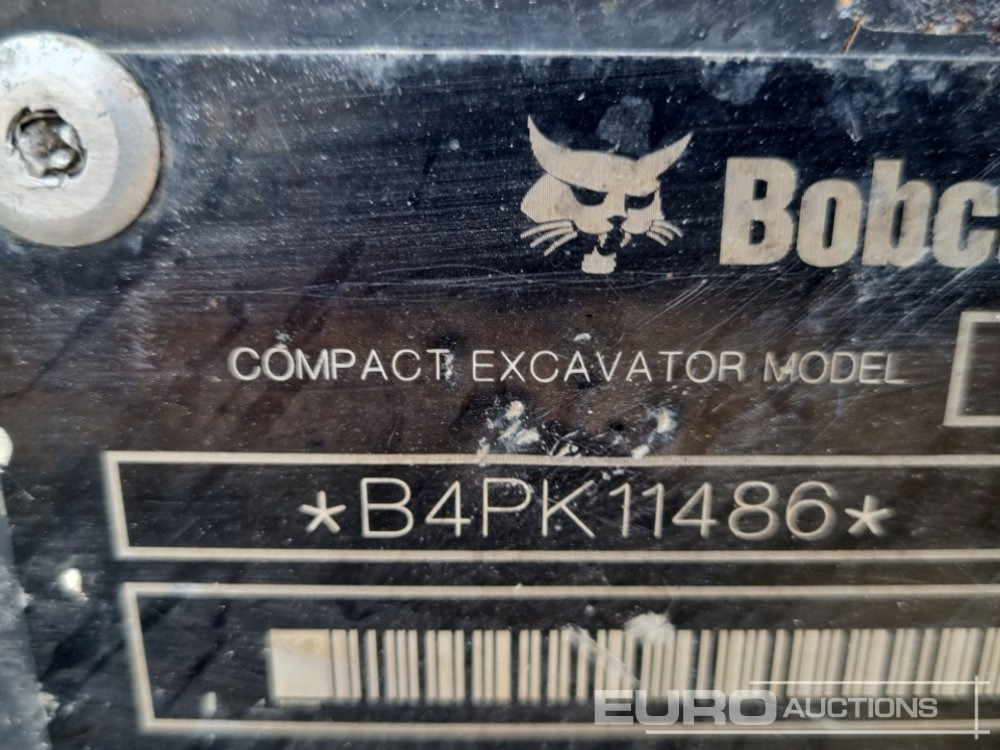 Bobc
COMPACT EXCAVATOR MODEL
*B4PK11486*
EURO AUCTIONS